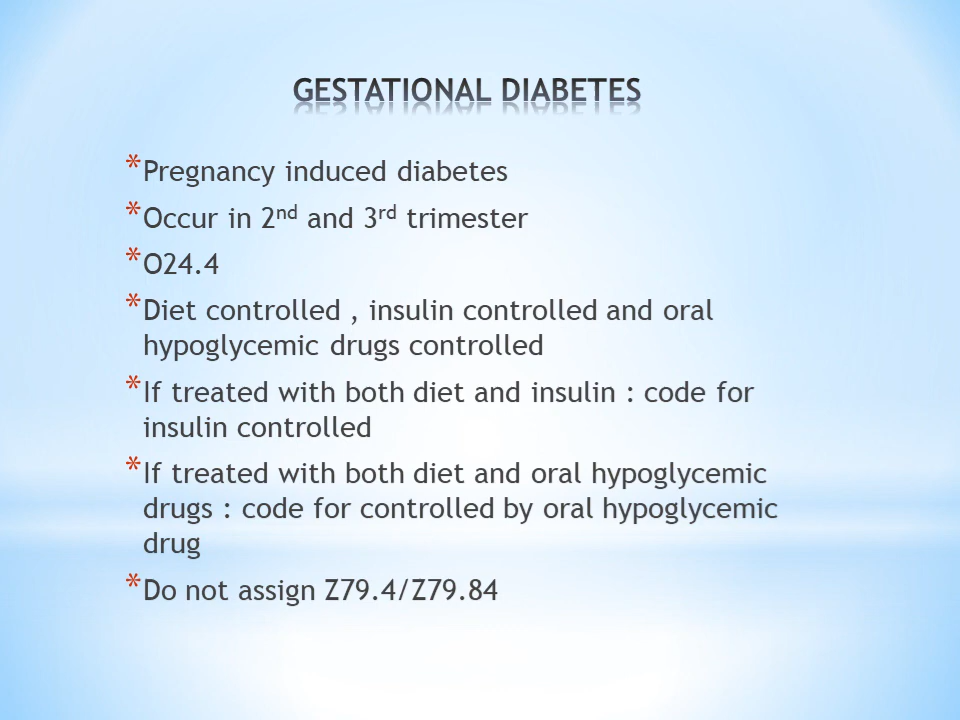 GESTATIONAL DIABETES
*Pregnancy induced diabetes
*Occur in 2nd and 3rd trimester
*O24.4
*Diet controlled , insulin controlled and oral
hypoglycemic drugs controlled
*If treated with both diet and insulin : code for
insulin controlled
*If treated with both diet and oral hypoglycemic
drugs : code for controlled by oral hypoglycemic
drug
*Do not assign Z79.4/Z79.84